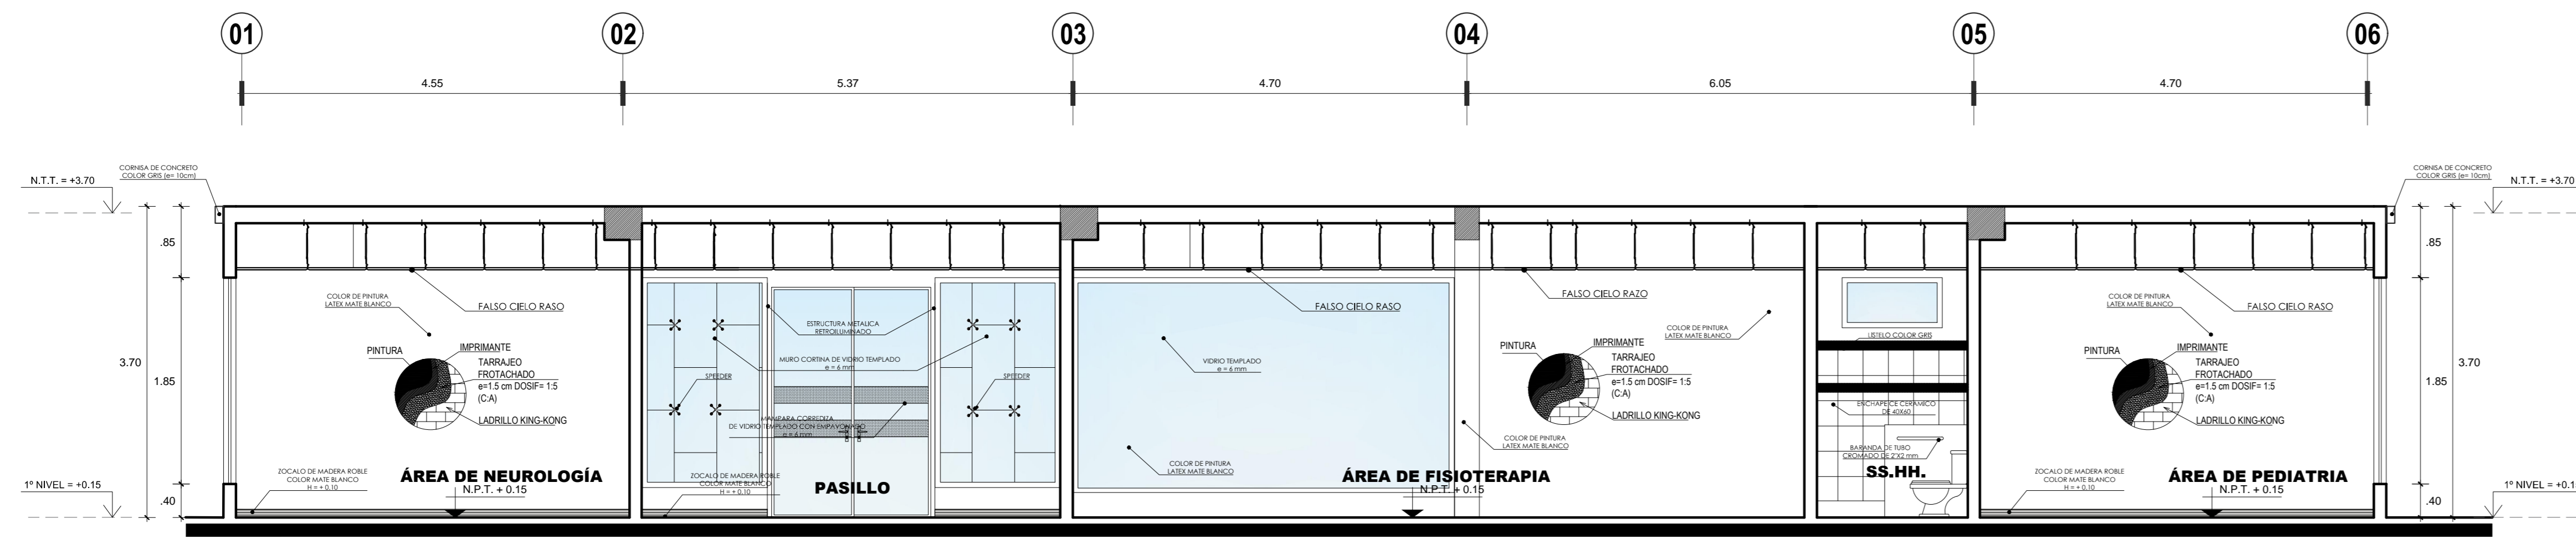 01
02
03
04
05
06
4.55
5.37
4.70
6.05
4.70
CORNISA DE CONCRETO
COLOR GRIS (e= 10cm)
N.T.T. = +3.70
CORNISA DE CONCRETO
COLOR GRIS (e= 10cm)
N.T.T. = +3.70
.85
3.70
1.85
.40
1º NIVEL = +0.15
COLOR DE PINTURA
LATEX MATE BLANCO
FALSO CIELO RASO
PINTURA
IMPRIMANTE
TARRAJEO
FROTACHADO
e=1.5 cm DOSIF= 1:5
(C:A)
LADRILLO KING-KONG
ZOCALO DE MADERA ROBLE
COLOR MATE BLANCO
H = + 0.10
ÁREA DE NEUROLOGÍA
N.P.T. + 0.15
ESTRUCTURA METALICA
RETROILUMINADO
MURO CORTINA DE VIDRIO TEMPLADO
e = 6 mm
SPEEDER
SPEEDER
MAMPARA CORREDIZA
DE VIDRIO TEMPLADO CON EMPAVONADO
e = 6 mm
ZOCALO DE MADERA ROBLE
COLOR MATE BLANCO
H = + 0.10
PASILLO
FALSO CIELO RASO
VIDRIO TEMPLADO
e = 6 mm
COLOR DE PINTURA
LATEX MATE BLANCO
ÁREA DE FISIOTERAPIA
N.P.T. + 0.15
FALSO CIELO RAZO
COLOR DE PINTURA
LATEX MATE BLANCO
PINTURA
IMPRIMANTE
TARRAJEO
FROTACHADO
e=1.5 cm DOSIF= 1:5
(C:A)
LADRILLO KING-KONG
COLOR DE PINTURA
LATEX MATE BLANCO
LISTELO COLOR GRIS
ENCHAPE CERAMICO
DE 40X60
BARANDA DE TUBO
CROMADO DE 2"X2 mm
SS.HH.
COLOR DE PINTURA
LATEX MATE BLANCO
FALSO CIELO RASO
PINTURA
IMPRIMANTE
TARRAJEO
FROTACHADO
e=1.5 cm DOSIF= 1:5
(C:A)
LADRILLO KING-KONG
ZOCALO DE MADERA ROBLE
COLOR MATE BLANCO
H = + 0.10
ÁREA DE PEDIATRIA
N.P.T. + 0.15
.85
3.70
1.85
.40
1º NIVEL = +0.1